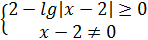 2 − lg|x − 2| ≥ 0
x − 2 ≠ 0